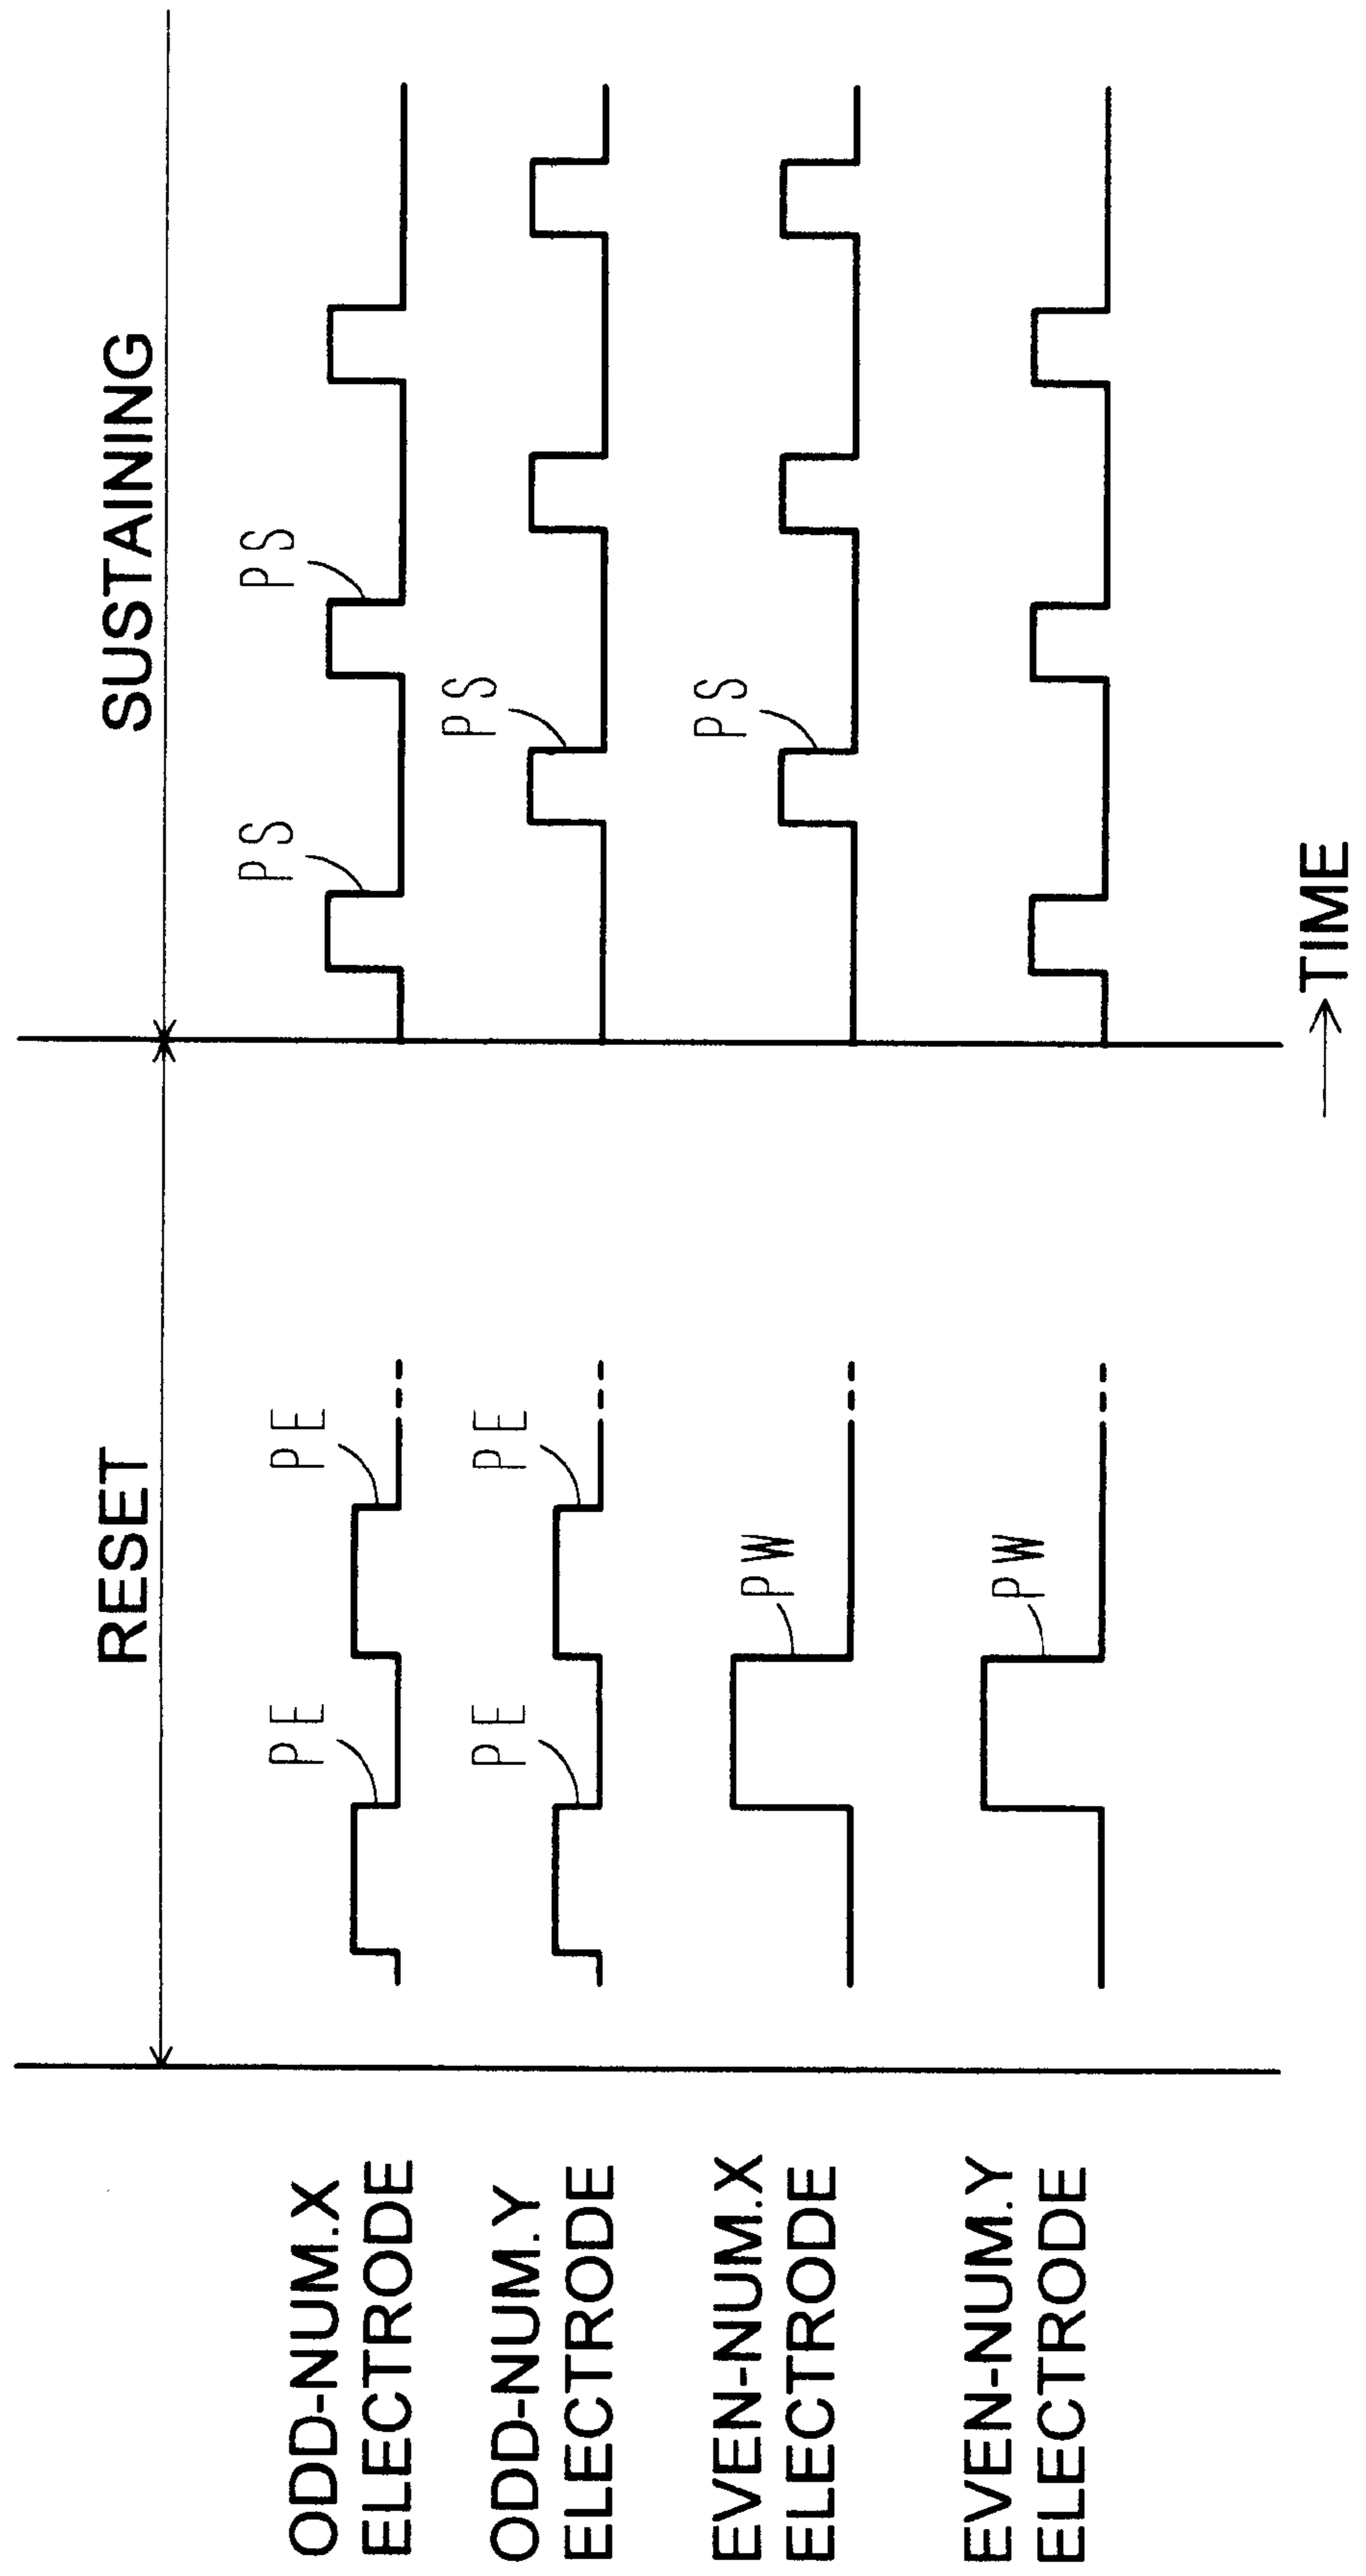 RESET
SUSTAINING
ODD-NUM.X
ELECTRODE
PE
PE
PS
PS
ODD-NUM.Y
ELECTRODE
PE
PE
PS
EVEN-NUM.X
ELECTRODE
PW
PS
EVEN-NUM.Y
ELECTRODE
PW
TIME